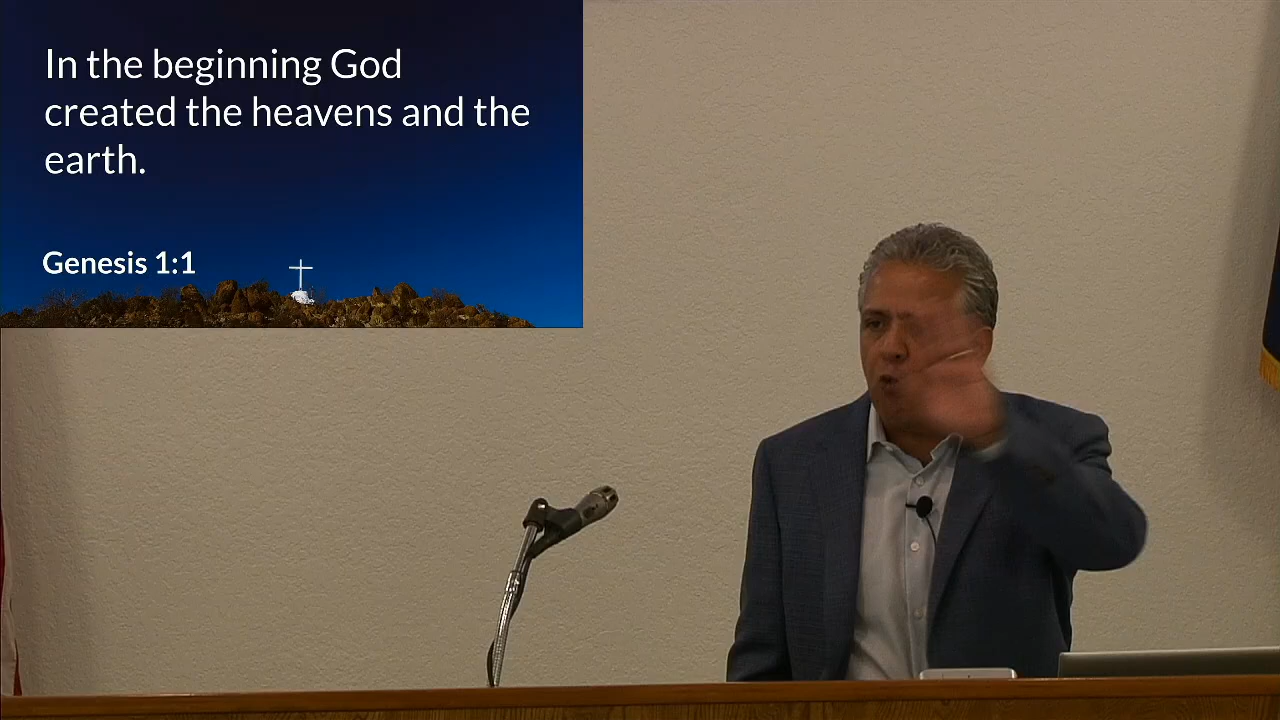 In the beginning God
created the heavens and the
earth.
Genesis 1:1